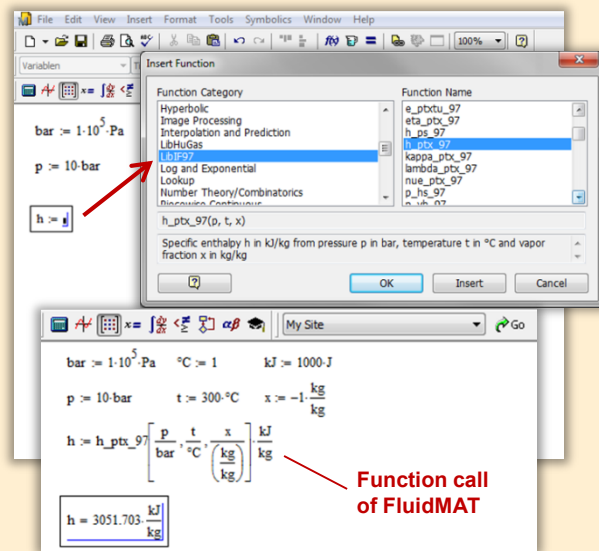 File Edit View Insert Format Tools Symbolics Window Help
100%
Variablen
Insert Function
Function Category
Hyperbolic
Image Processing
Interpolation and Prediction
LibHuGas
LibIF97
Log and Exponential
Lookup
Number Theory/Combinatorics
Piecewise Continuous
Function Name
e_ptxtu_97
eta_ptx_97
h_ps_97
h_ptx_97
kappa_ptx_97
lambda_ptx_97
nue_ptx_97
p_hs_97
p_vh_97
h_ptx_97(p, t, x)
Specific enthalpy h in kJ/kg from pressure p in bar, temperature t in °C and vapor
fraction x in kg/kg
OK Insert Cancel
bar := 1·10^5·Pa
p := 10·bar
h :=
x= αβ My Site Go
bar := 1·10^5·Pa °C := 1 kJ := 1000·J
p := 10·bar t := 300·°C x := −1·kg/kg
h := h_ptx_97[p/bar, t/°C, x/(kg/kg)]·kJ/kg
h = 3051.703·kJ/kg
Function call
of FluidMAT